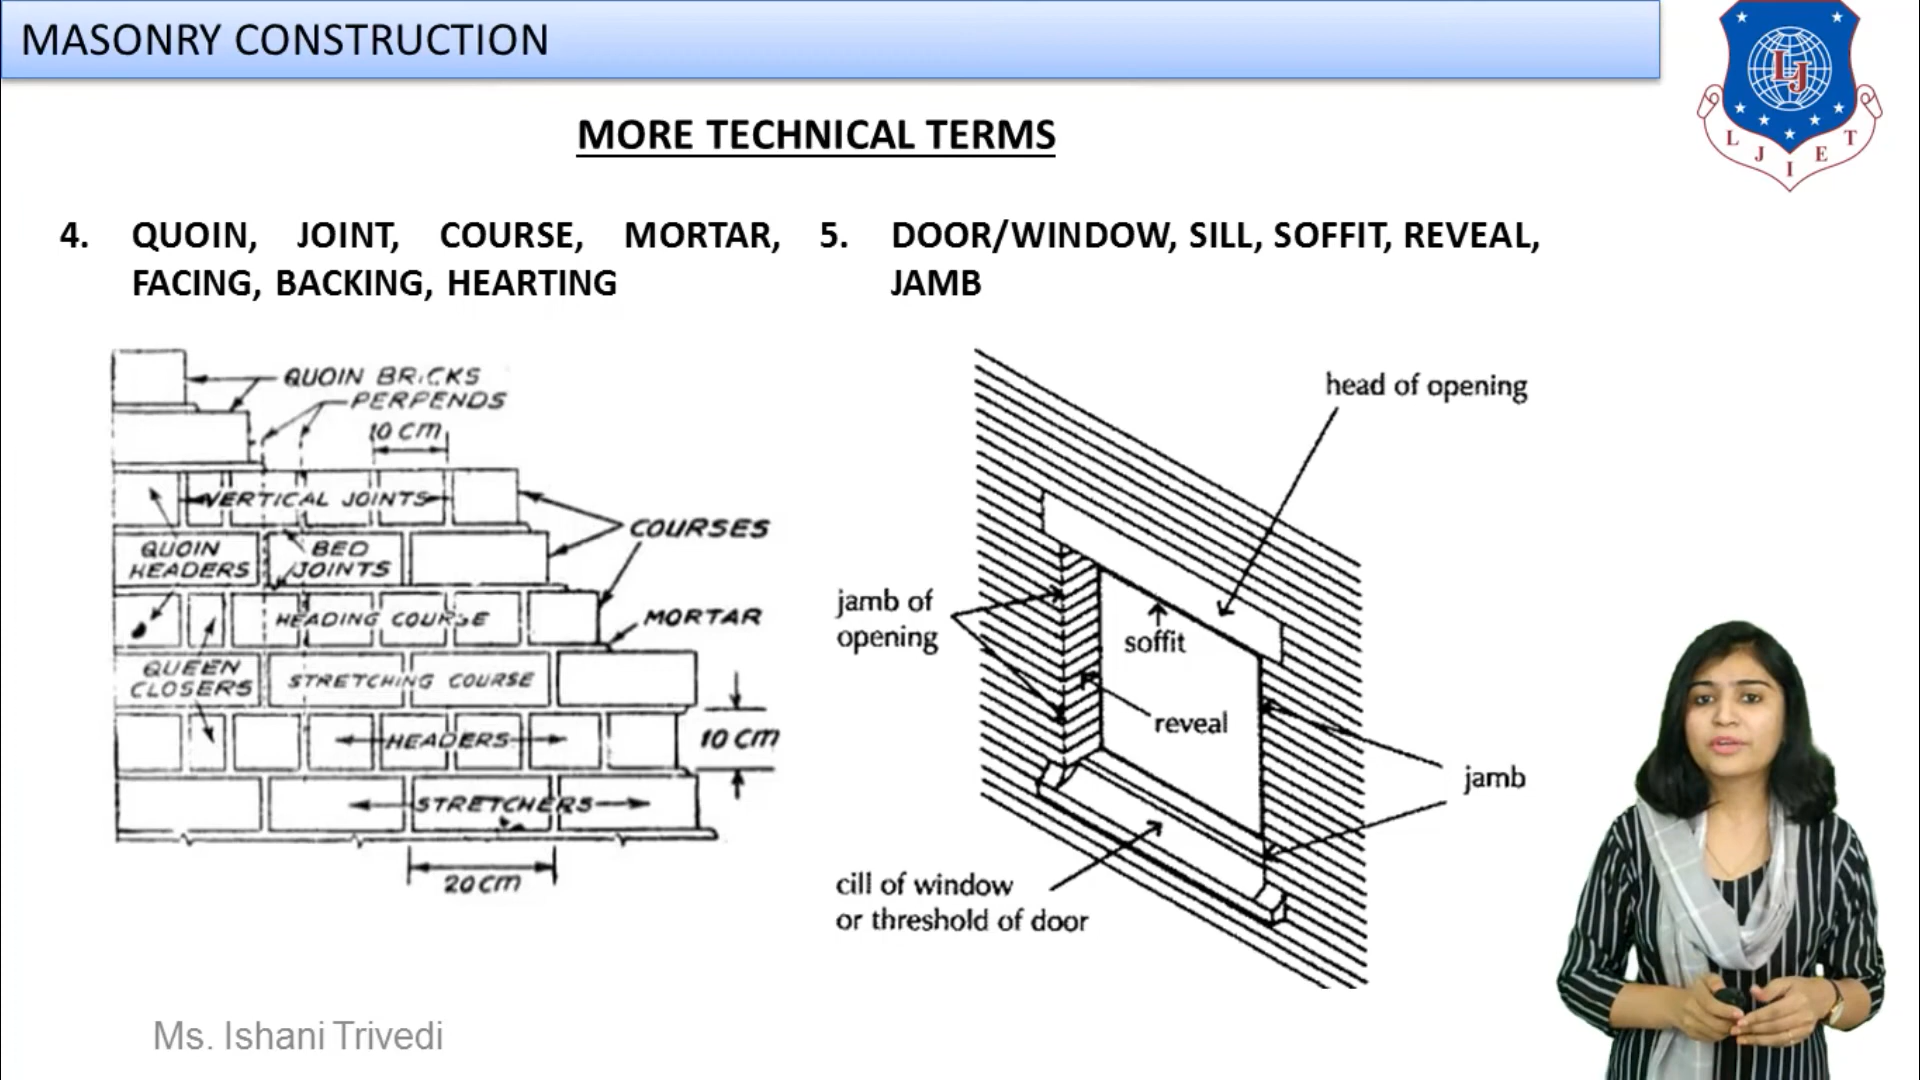 MASONRY CONSTRUCTION
L J I E T
LJ
MORE TECHNICAL TERMS
4. QUOIN, JOINT, COURSE, MORTAR,
FACING, BACKING, HEARTING
5. DOOR/WINDOW, SILL, SOFFIT, REVEAL,
JAMB
QUOIN BRICKS
PERPENDS
10 CM
VERTICAL JOINTS
COURSES
QUOIN
HEADERS
BED
JOINTS
HEADING COURSE
MORTAR
QUEEN
CLOSERS
STRETCHING COURSE
HEADERS
10 CM
STRETCHERS
20 CM
head of opening
jamb of
opening
soffit
reveal
jamb
cill of window
or threshold of door
Ms. Ishani Trivedi